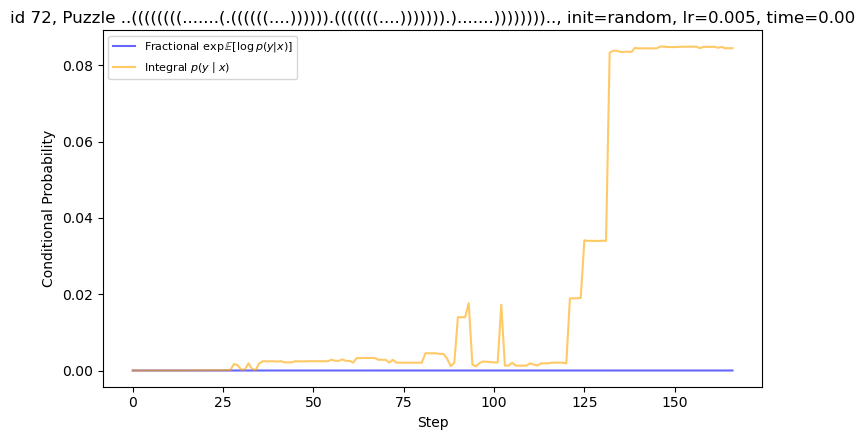 id 72, Puzzle ..((((((((.......(.((((((....)))))).(((((((....))))))).).......)))))))).., init=random, lr=0.005, time=0.00
Fractional exp𝔼[log p(y|x)]
Integral p(y | x)
0.08
0.06
0.04
0.02
0.00
Conditional Probability
0 25 50 75 100 125 150
Step